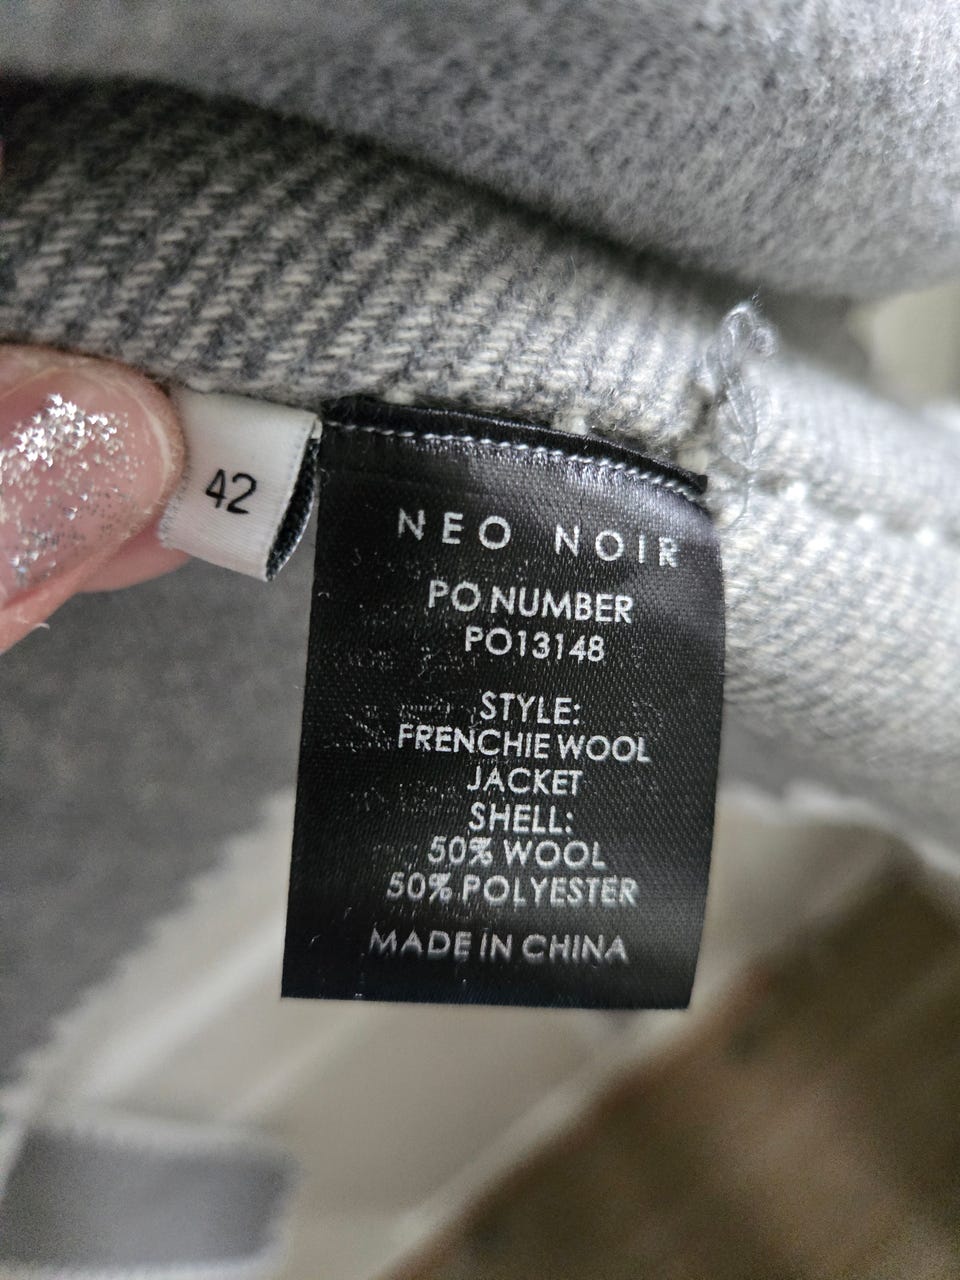 42
NEO NOIR
PO NUMBER
PO13148
STYLE:
FRENCHIE WOOL
JACKET
SHELL:
50% WOOL
50% POLYESTER
MADE IN CHINA